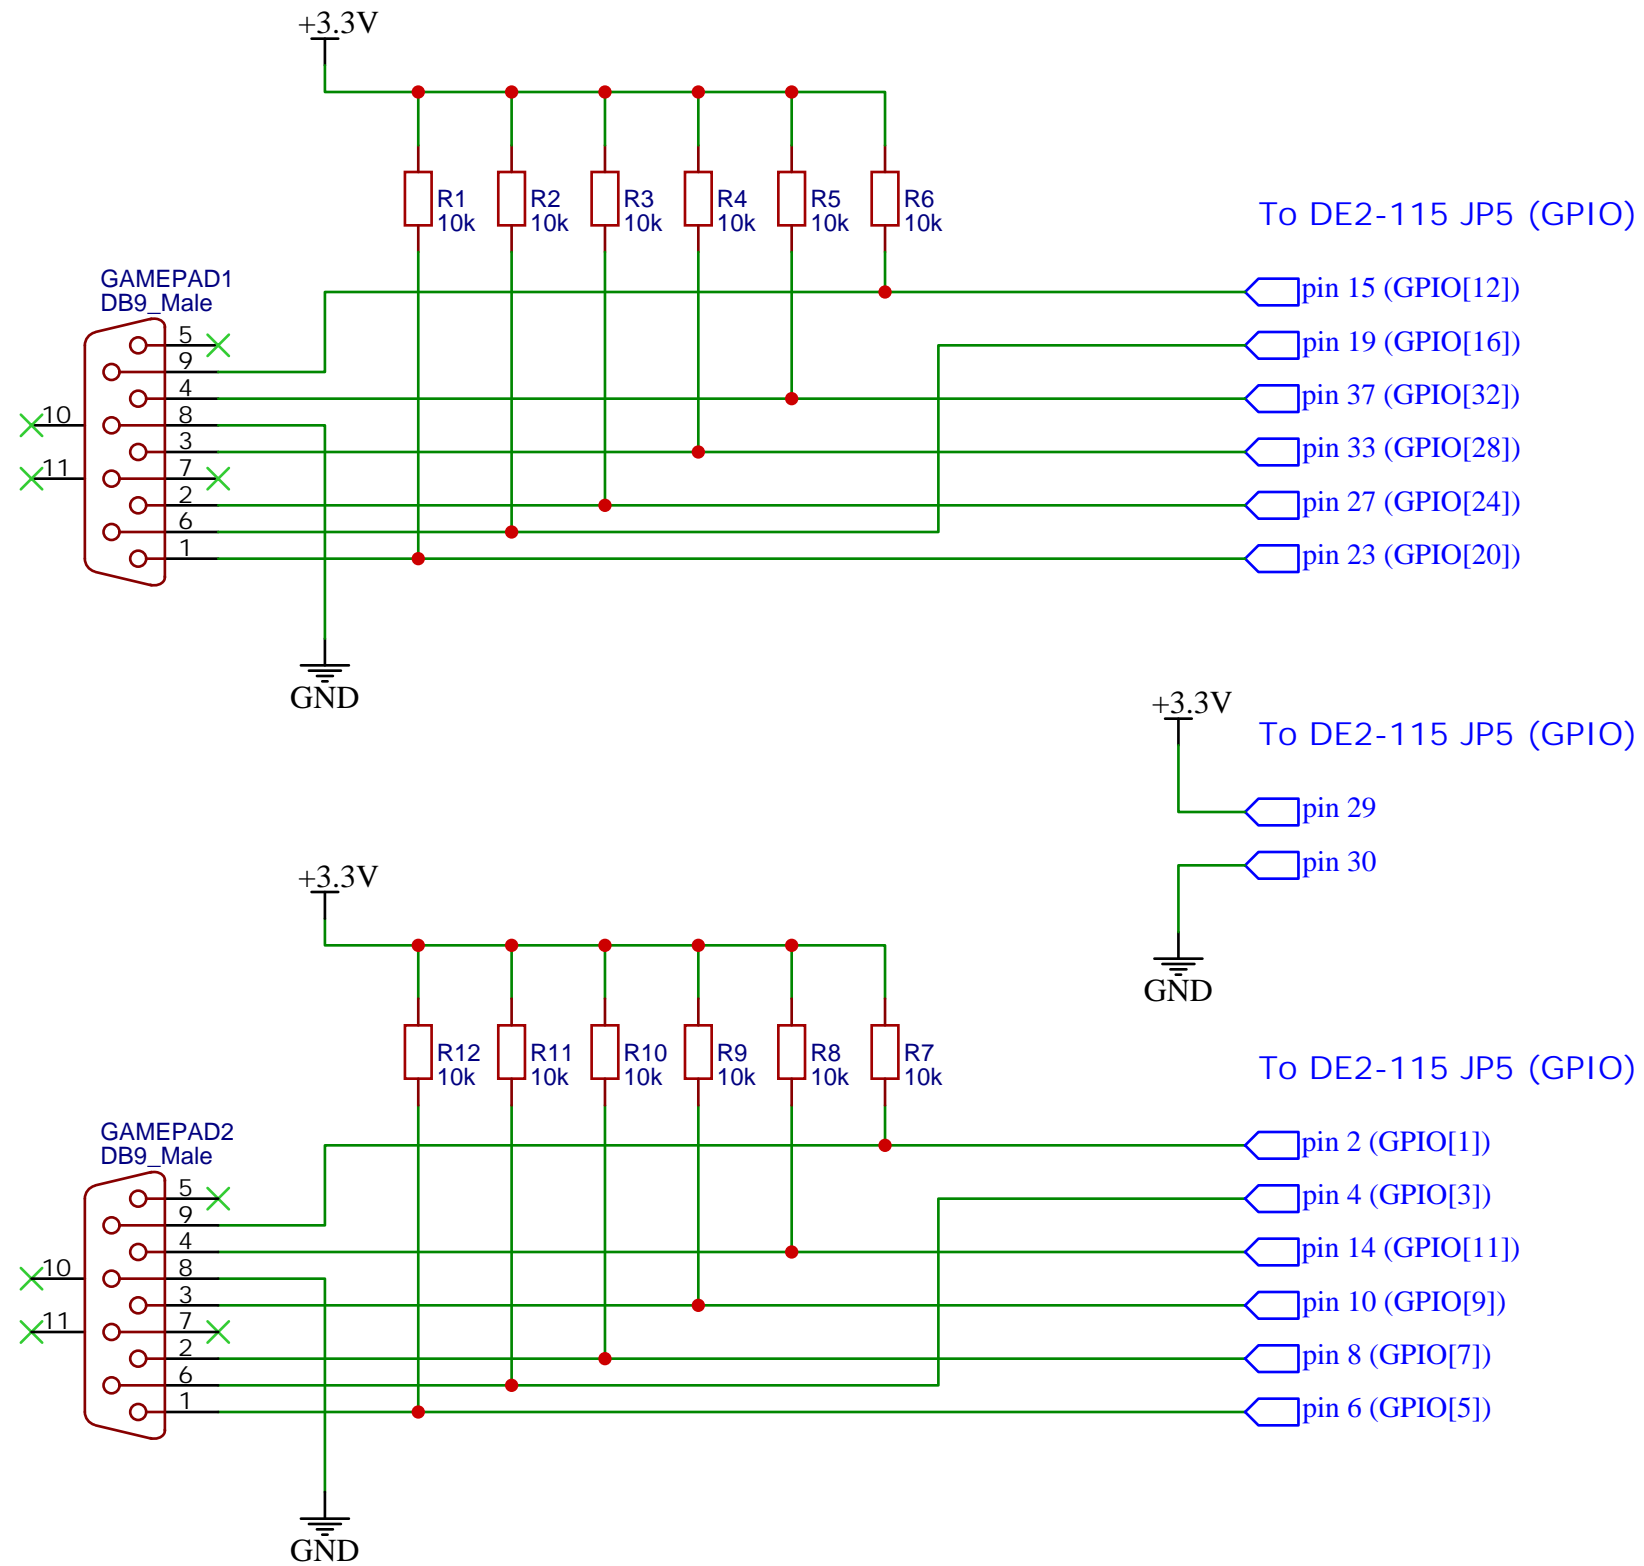 +3.3V
R1
10k
R2
10k
R3
10k
R4
10k
R5
10k
R6
10k
To DE2-115 JP5 (GPIO)
GAMEPAD1
DB9_Male
5
9
4
8
3
7
2
6
1
10
11
pin 15 (GPIO[12])
pin 19 (GPIO[16])
pin 37 (GPIO[32])
pin 33 (GPIO[28])
pin 27 (GPIO[24])
pin 23 (GPIO[20])
GND
+3.3V
To DE2-115 JP5 (GPIO)
pin 29
pin 30
GND
+3.3V
R12
10k
R11
10k
R10
10k
R9
10k
R8
10k
R7
10k
To DE2-115 JP5 (GPIO)
GAMEPAD2
DB9_Male
5
9
4
8
3
7
2
6
1
10
11
pin 2 (GPIO[1])
pin 4 (GPIO[3])
pin 14 (GPIO[11])
pin 10 (GPIO[9])
pin 8 (GPIO[7])
pin 6 (GPIO[5])
GND